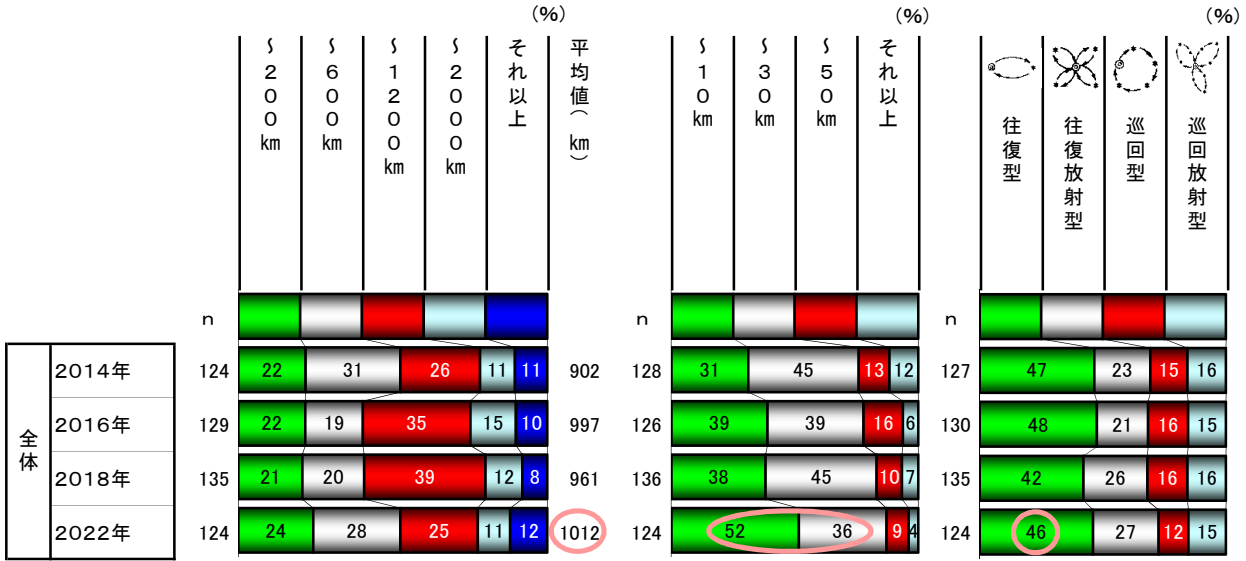 (%)
(%)
(%)
～200km
～600km
～1200km
～2000km
それ以上
平均値(km)
～10km
～30km
～50km
それ以上
往復型
往復放射型
巡回型
巡回放射型
n
n
n
全体
2014年 124 22 31 26 11 11 902 128 31 45 13 12 127 47 23 15 16
2016年 129 22 19 35 15 10 997 126 39 39 16 6 130 48 21 16 15
2018年 135 21 20 39 12 8 961 136 38 45 10 7 135 42 26 16 16
2022年 124 24 28 25 11 12 1012 124 52 36 9 4 124 46 27 12 15